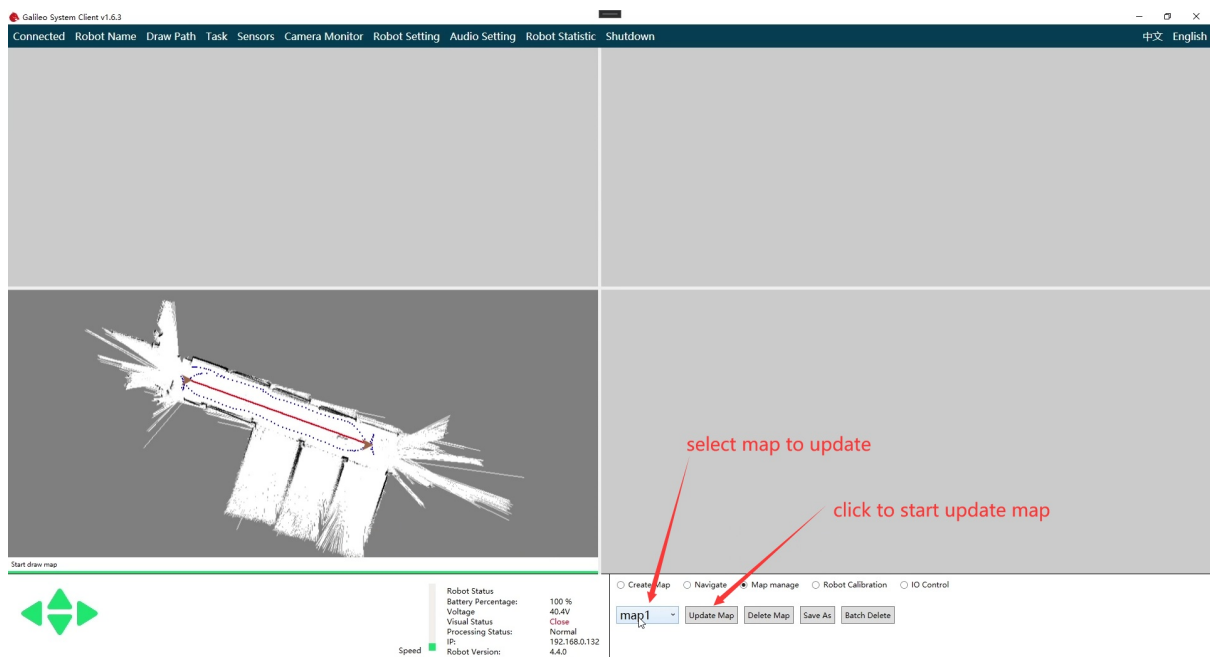 Galileo System Client v1.6.3
Connected Robot Name Draw Path Task Sensors Camera Monitor Robot Setting Audio Setting Robot Statistic Shutdown 中文 English
select map to update
click to start update map
Start draw map
Create Map Navigate Map manage Robot Calibration IO Control
map1 Update Map Delete Map Save As Batch Delete
Robot Status
Battery Percentage: 100 %
Voltage 40.4V
Visual Status Close
Processing Status: Normal
IP: 192.168.0.132
Speed Robot Version: 4.4.0